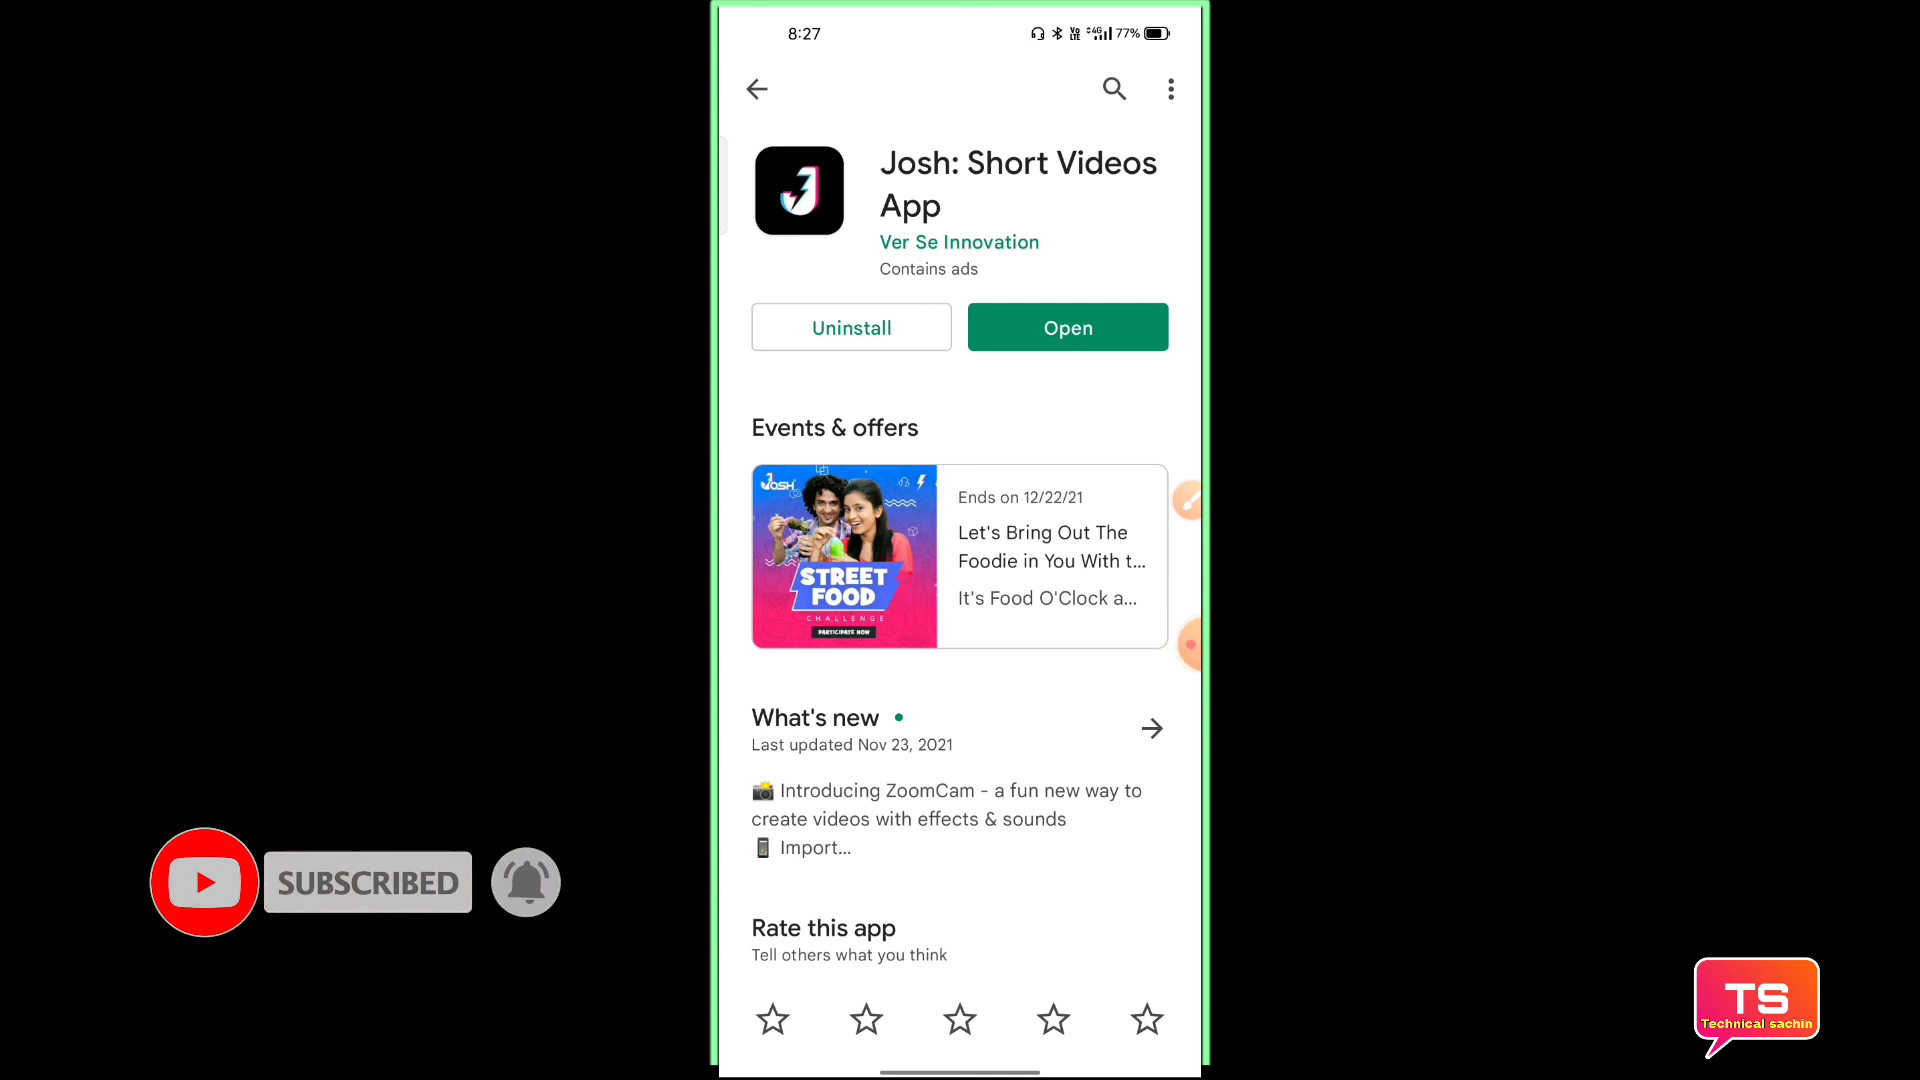 8:27
Vo LTE 4G 77%
Josh: Short Videos
App
Ver Se Innovation
Contains ads
Uninstall
Open
Events & offers
Josh
STREET
FOOD
CHALLENGE
PARTICIPATE NOW
Ends on 12/22/21
Let's Bring Out The
Foodie in You With t...
It's Food O'Clock a...
What's new
Last updated Nov 23, 2021
Introducing ZoomCam - a fun new way to
create videos with effects & sounds
Import...
Rate this app
Tell others what you think
SUBSCRIBED
TS
Technical sachin